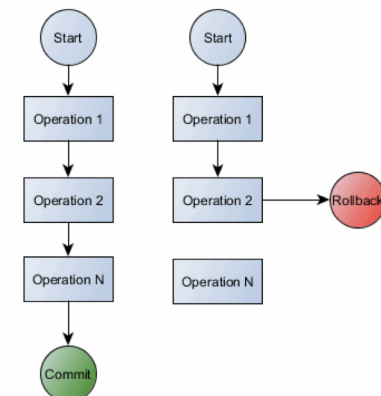 Start
Operation 1
Operation 2
Operation N
Commit
Start
Operation 1
Operation 2
Rollback
Operation N